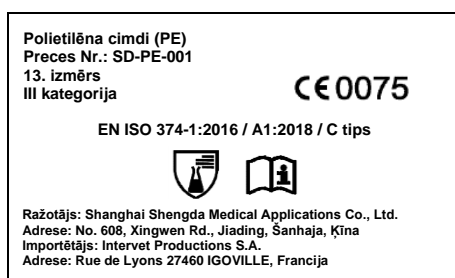 Polietilēna cimdi (PE)
Preces Nr.: SD-PE-001
13. izmērs
III kategorija
CE 0075
EN ISO 374-1:2016 / A1:2018 / C tips
Ražotājs: Shanghai Shengda Medical Applications Co., Ltd.
Adrese: No. 608, Xingwen Rd., Jiading, Šanhaja, Ķīna
Importētājs: Intervet Productions S.A.
Adrese: Rue de Lyons 27460 IGOVILLE, Francija